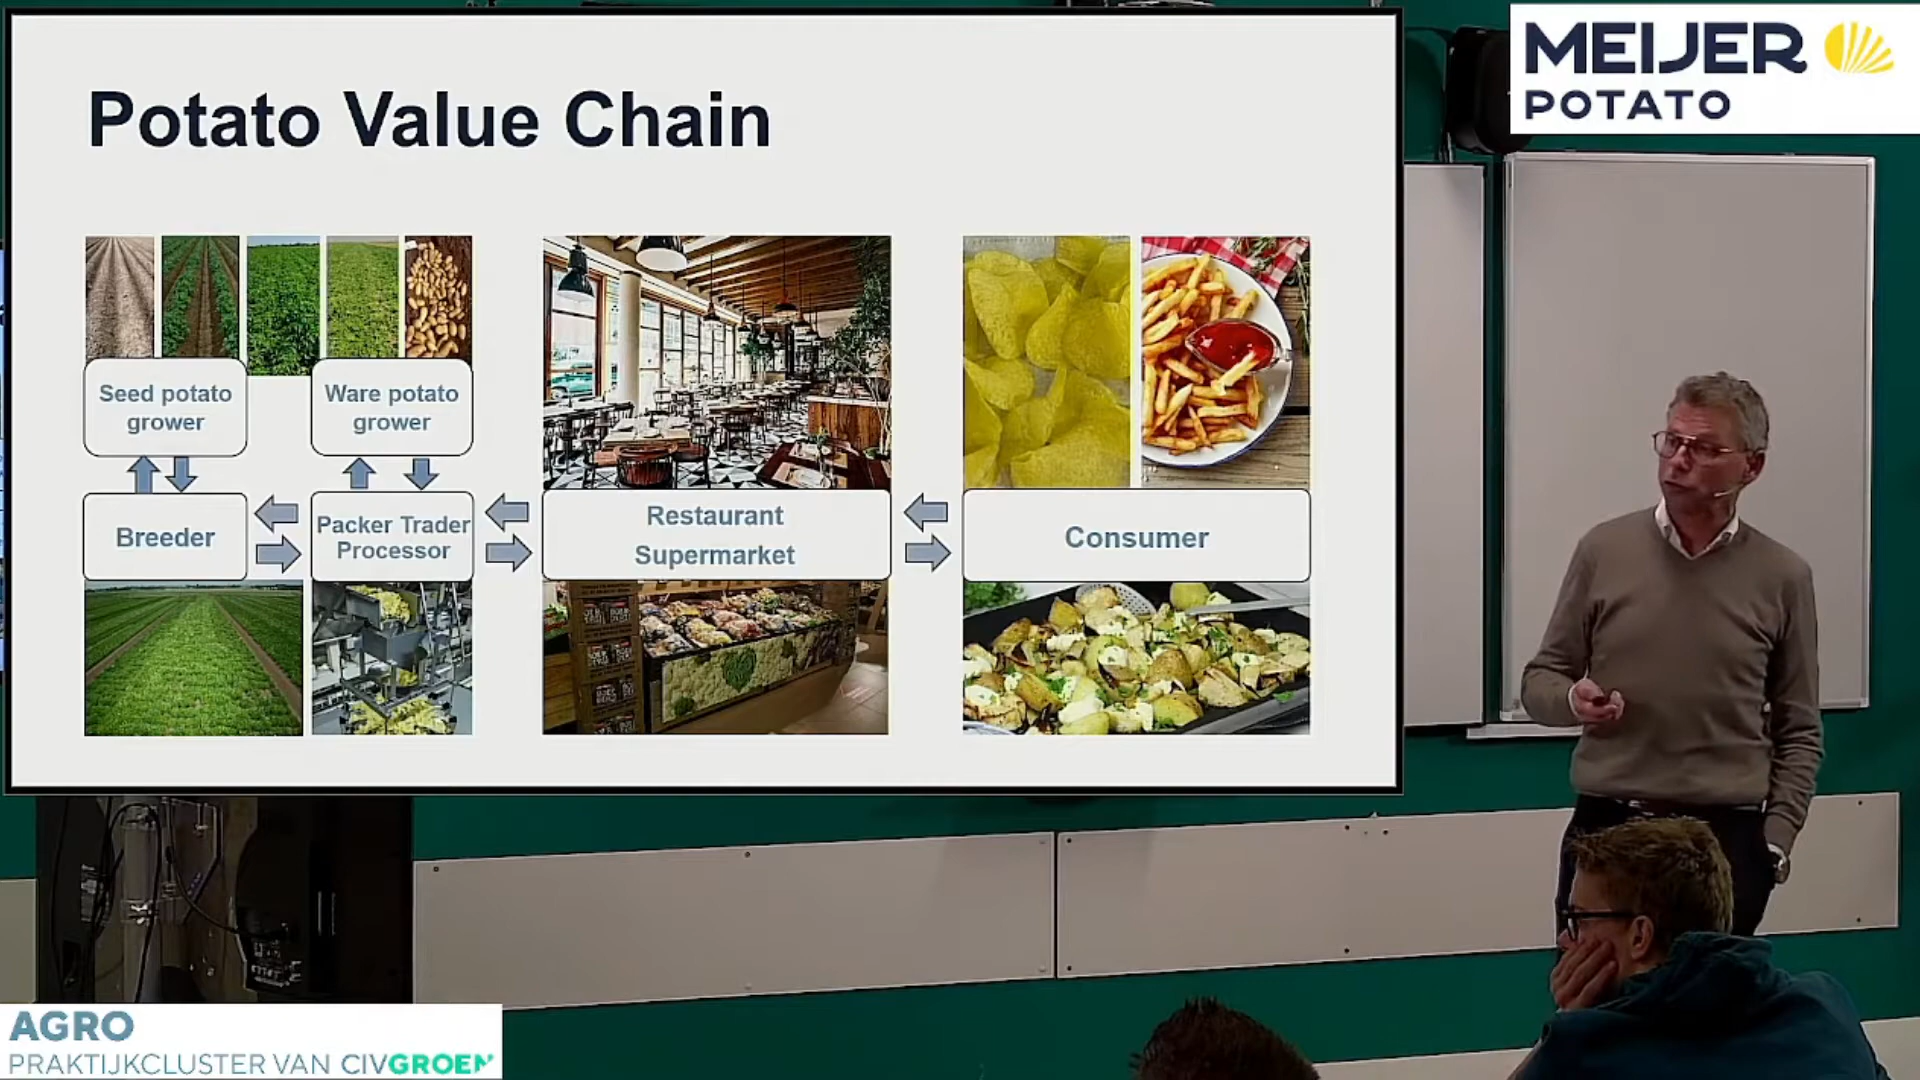 Potato Value Chain
Seed potato
grower
Ware potato
grower
Breeder
Packer Trader
Processor
Restaurant
Supermarket
Consumer
MEIJER
POTATO
AGRO
PRAKTIJKCLUSTER VAN CIVGROEN